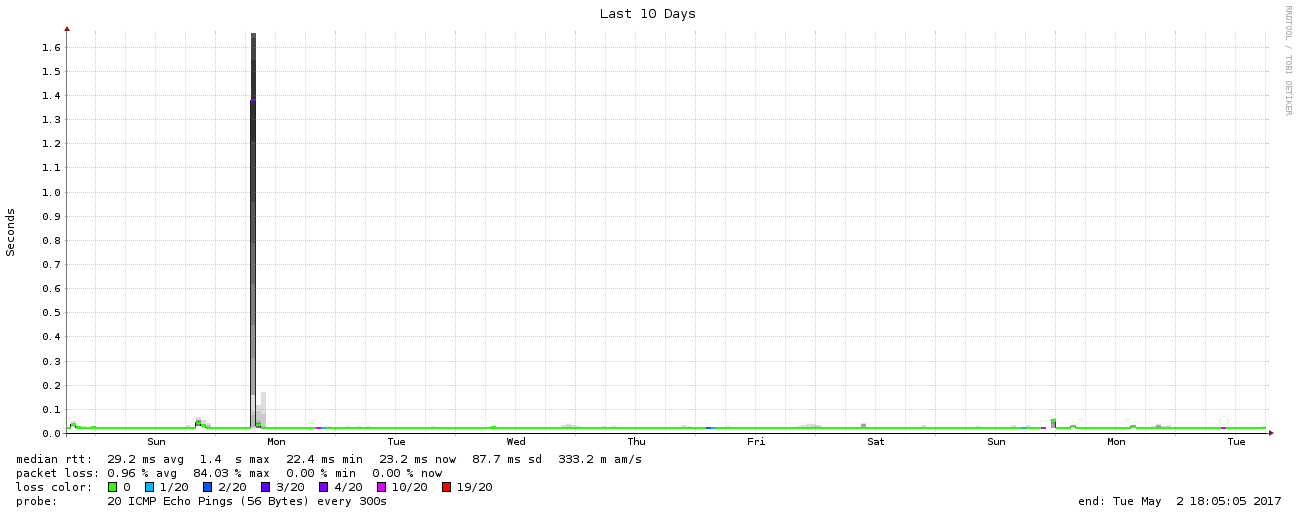 Last 10 Days
RRDTOOL / TOBI OETIKER
Seconds
1.6
1.5
1.4
1.3
1.2
1.1
1.0
0.9
0.8
0.7
0.6
0.5
0.4
0.3
0.2
0.1
0.0
Sun Mon Tue Wed Thu Fri Sat Sun Mon Tue
median rtt: 29.2 ms avg 1.4 s max 22.4 ms min 23.2 ms now 87.7 ms sd 333.2 m am/s
packet loss: 0.96 % avg 84.03 % max 0.00 % min 0.00 % now
loss color: 0 1/20 2/20 3/20 4/20 10/20 19/20
probe: 20 ICMP Echo Pings (56 Bytes) every 300s end: Tue May 2 18:05:05 2017